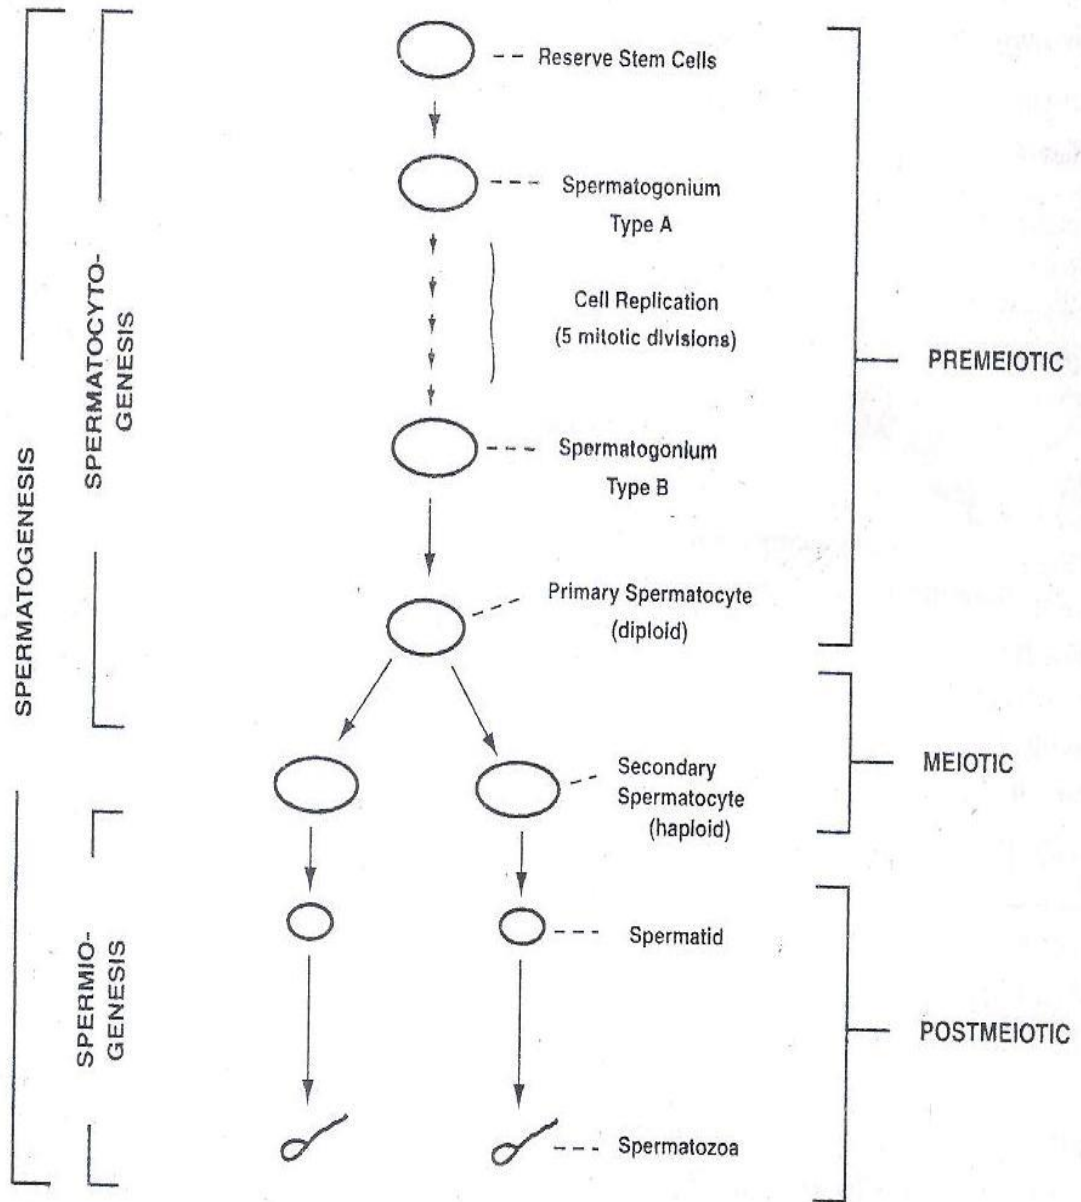 Reserve Stem Cells
Spermatogonium
Type A
Cell Replication
(5 mitotic divisions)
Spermatogonium
Type B
Primary Spermatocyte
(diploid)
Secondary
Spermatocyte
(haploid)
Spermatid
Spermatozoa
SPERMATOGENESIS
SPERMATOCYTO-
GENESIS
SPERMIO-
GENESIS
PREMEIOTIC
MEIOTIC
POSTMEIOTIC